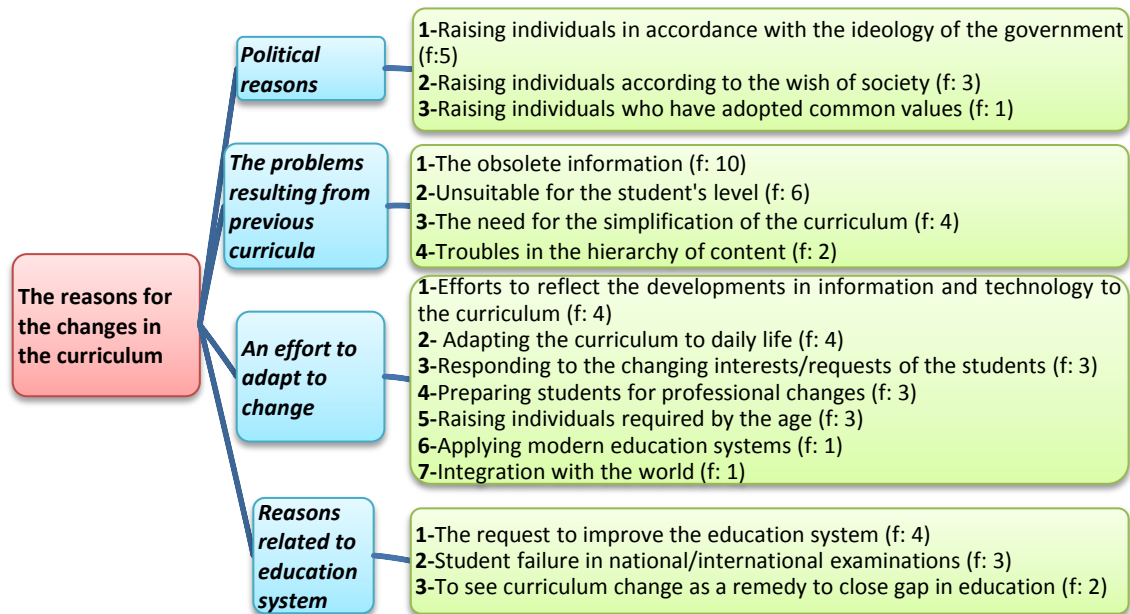 The reasons for
the changes in
the curriculum
Political
reasons
1-Raising individuals in accordance with the ideology of the government
(f:5)
2-Raising individuals according to the wish of society (f: 3)
3-Raising individuals who have adopted common values (f: 1)
The problems
resulting from
previous
curricula
1-The obsolete information (f: 10)
2-Unsuitable for the student's level (f: 6)
3-The need for the simplification of the curriculum (f: 4)
4-Troubles in the hierarchy of content (f: 2)
An effort to
adapt to
change
1-Efforts to reflect the developments in information and technology to
the curriculum (f: 4)
2- Adapting the curriculum to daily life (f: 4)
3-Responding to the changing interests/requests of the students (f: 3)
4-Preparing students for professional changes (f: 3)
5-Raising individuals required by the age (f: 3)
6-Applying modern education systems (f: 1)
7-Integration with the world (f: 1)
Reasons
related to
education
system
1-The request to improve the education system (f: 4)
2-Student failure in national/international examinations (f: 3)
3-To see curriculum change as a remedy to close gap in education (f: 2)